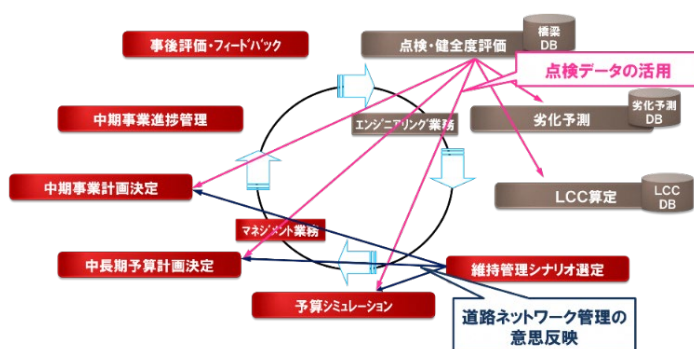 事後評価・フィードバック
点検・健全度評価
橋梁
DB
点検データの活用
中期事業進捗管理
エンジニアリング業務
劣化予測
劣化予測
DB
中期事業計画決定
LCC算定
LCC
DB
マネジメント業務
中長期予算計画決定
維持管理シナリオ選定
予算シミュレーション
道路ネットワーク管理の
意思反映